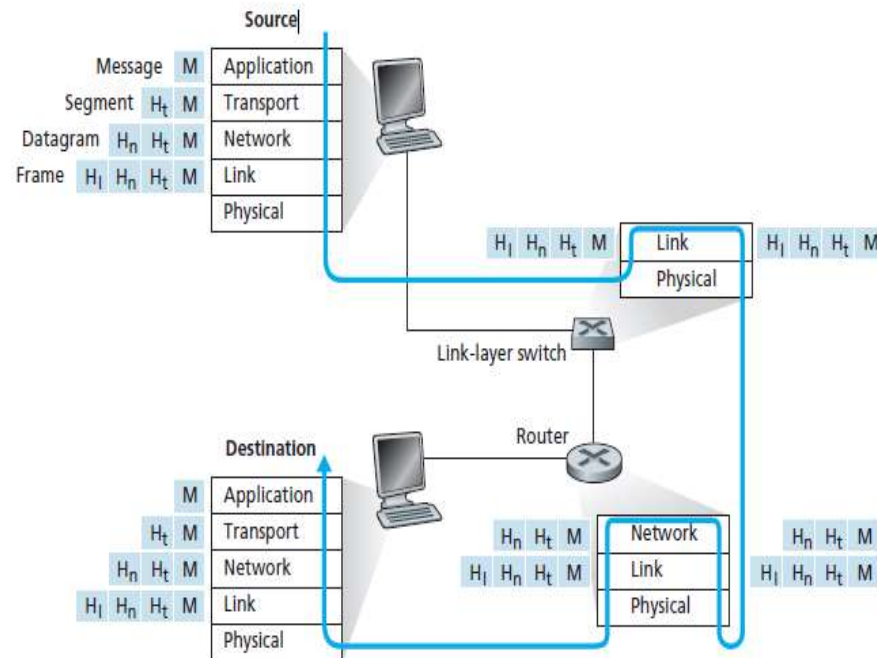 Source
Message M Application
Segment Ht M Transport
Datagram Hn Ht M Network
Frame Hl Hn Ht M Link
Physical
Hl Hn Ht M Link Hl Hn Ht M
Physical
Link-layer switch
Router
Destination
M Application
Ht M Transport
Hn Ht M Network
Hl Hn Ht M Link
Physical
Hn Ht M Network Hn Ht M
Hl Hn Ht M Link Hl Hn Ht M
Physical